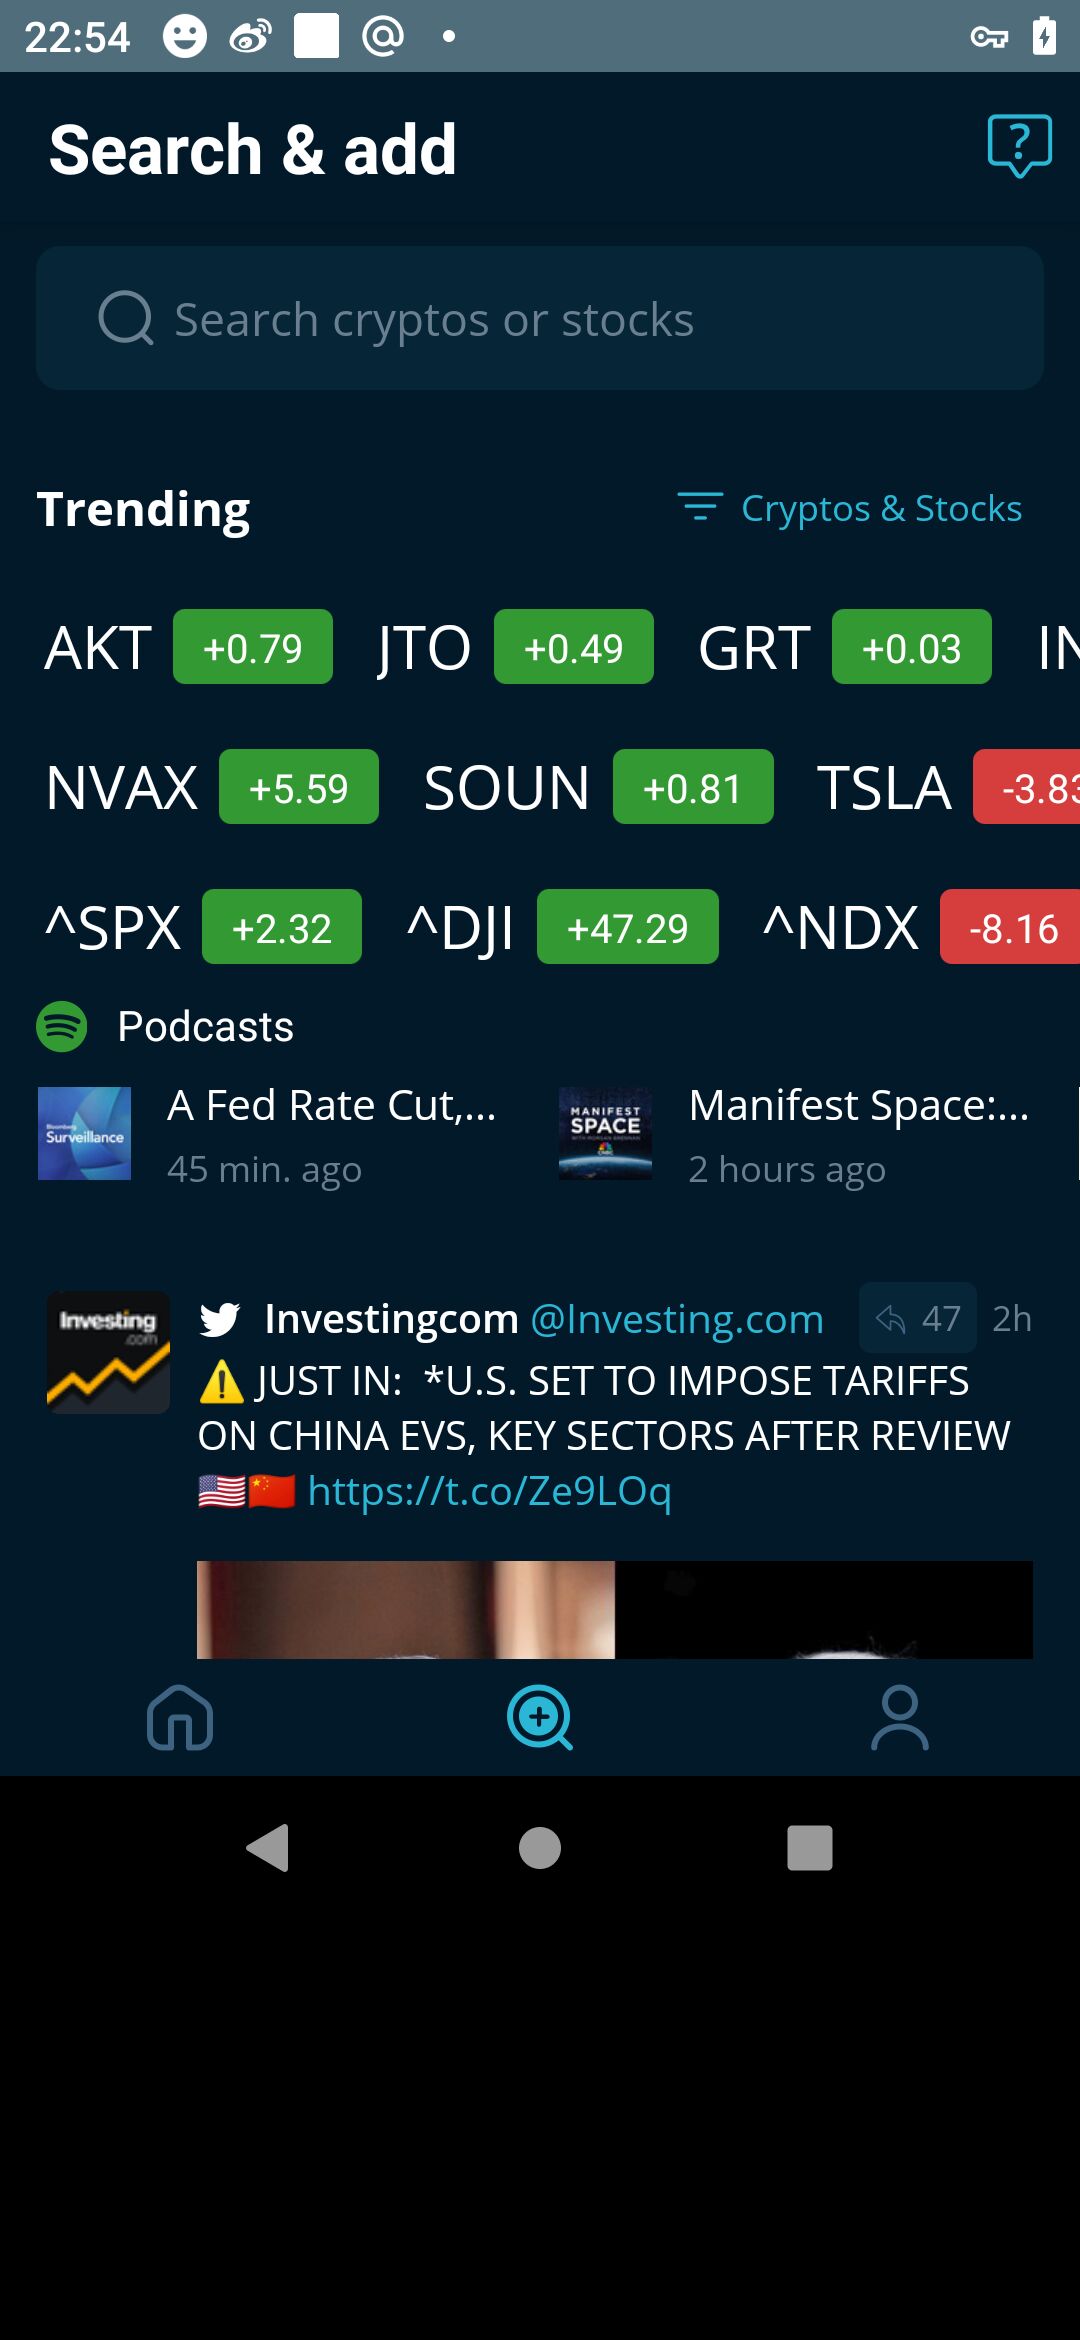 22:54
Search & add
Search cryptos or stocks
Trending
Cryptos & Stocks
AKT +0.79 JTO +0.49 GRT +0.03 IN
NVAX +5.59 SOUN +0.81 TSLA -3.83
^SPX +2.32 ^DJI +47.29 ^NDX -8.16
Podcasts
A Fed Rate Cut,...
45 min. ago
Bloomberg
Surveillance
Manifest Space:...
2 hours ago
MANIFEST
SPACE
WITH MORGAN BRENNAN
CNBC
Investing
.com
Investingcom @Investing.com 47 2h
⚠️ JUST IN: *U.S. SET TO IMPOSE TARIFFS
ON CHINA EVS, KEY SECTORS AFTER REVIEW
🇺🇸🇨🇳 https://t.co/Ze9LOq